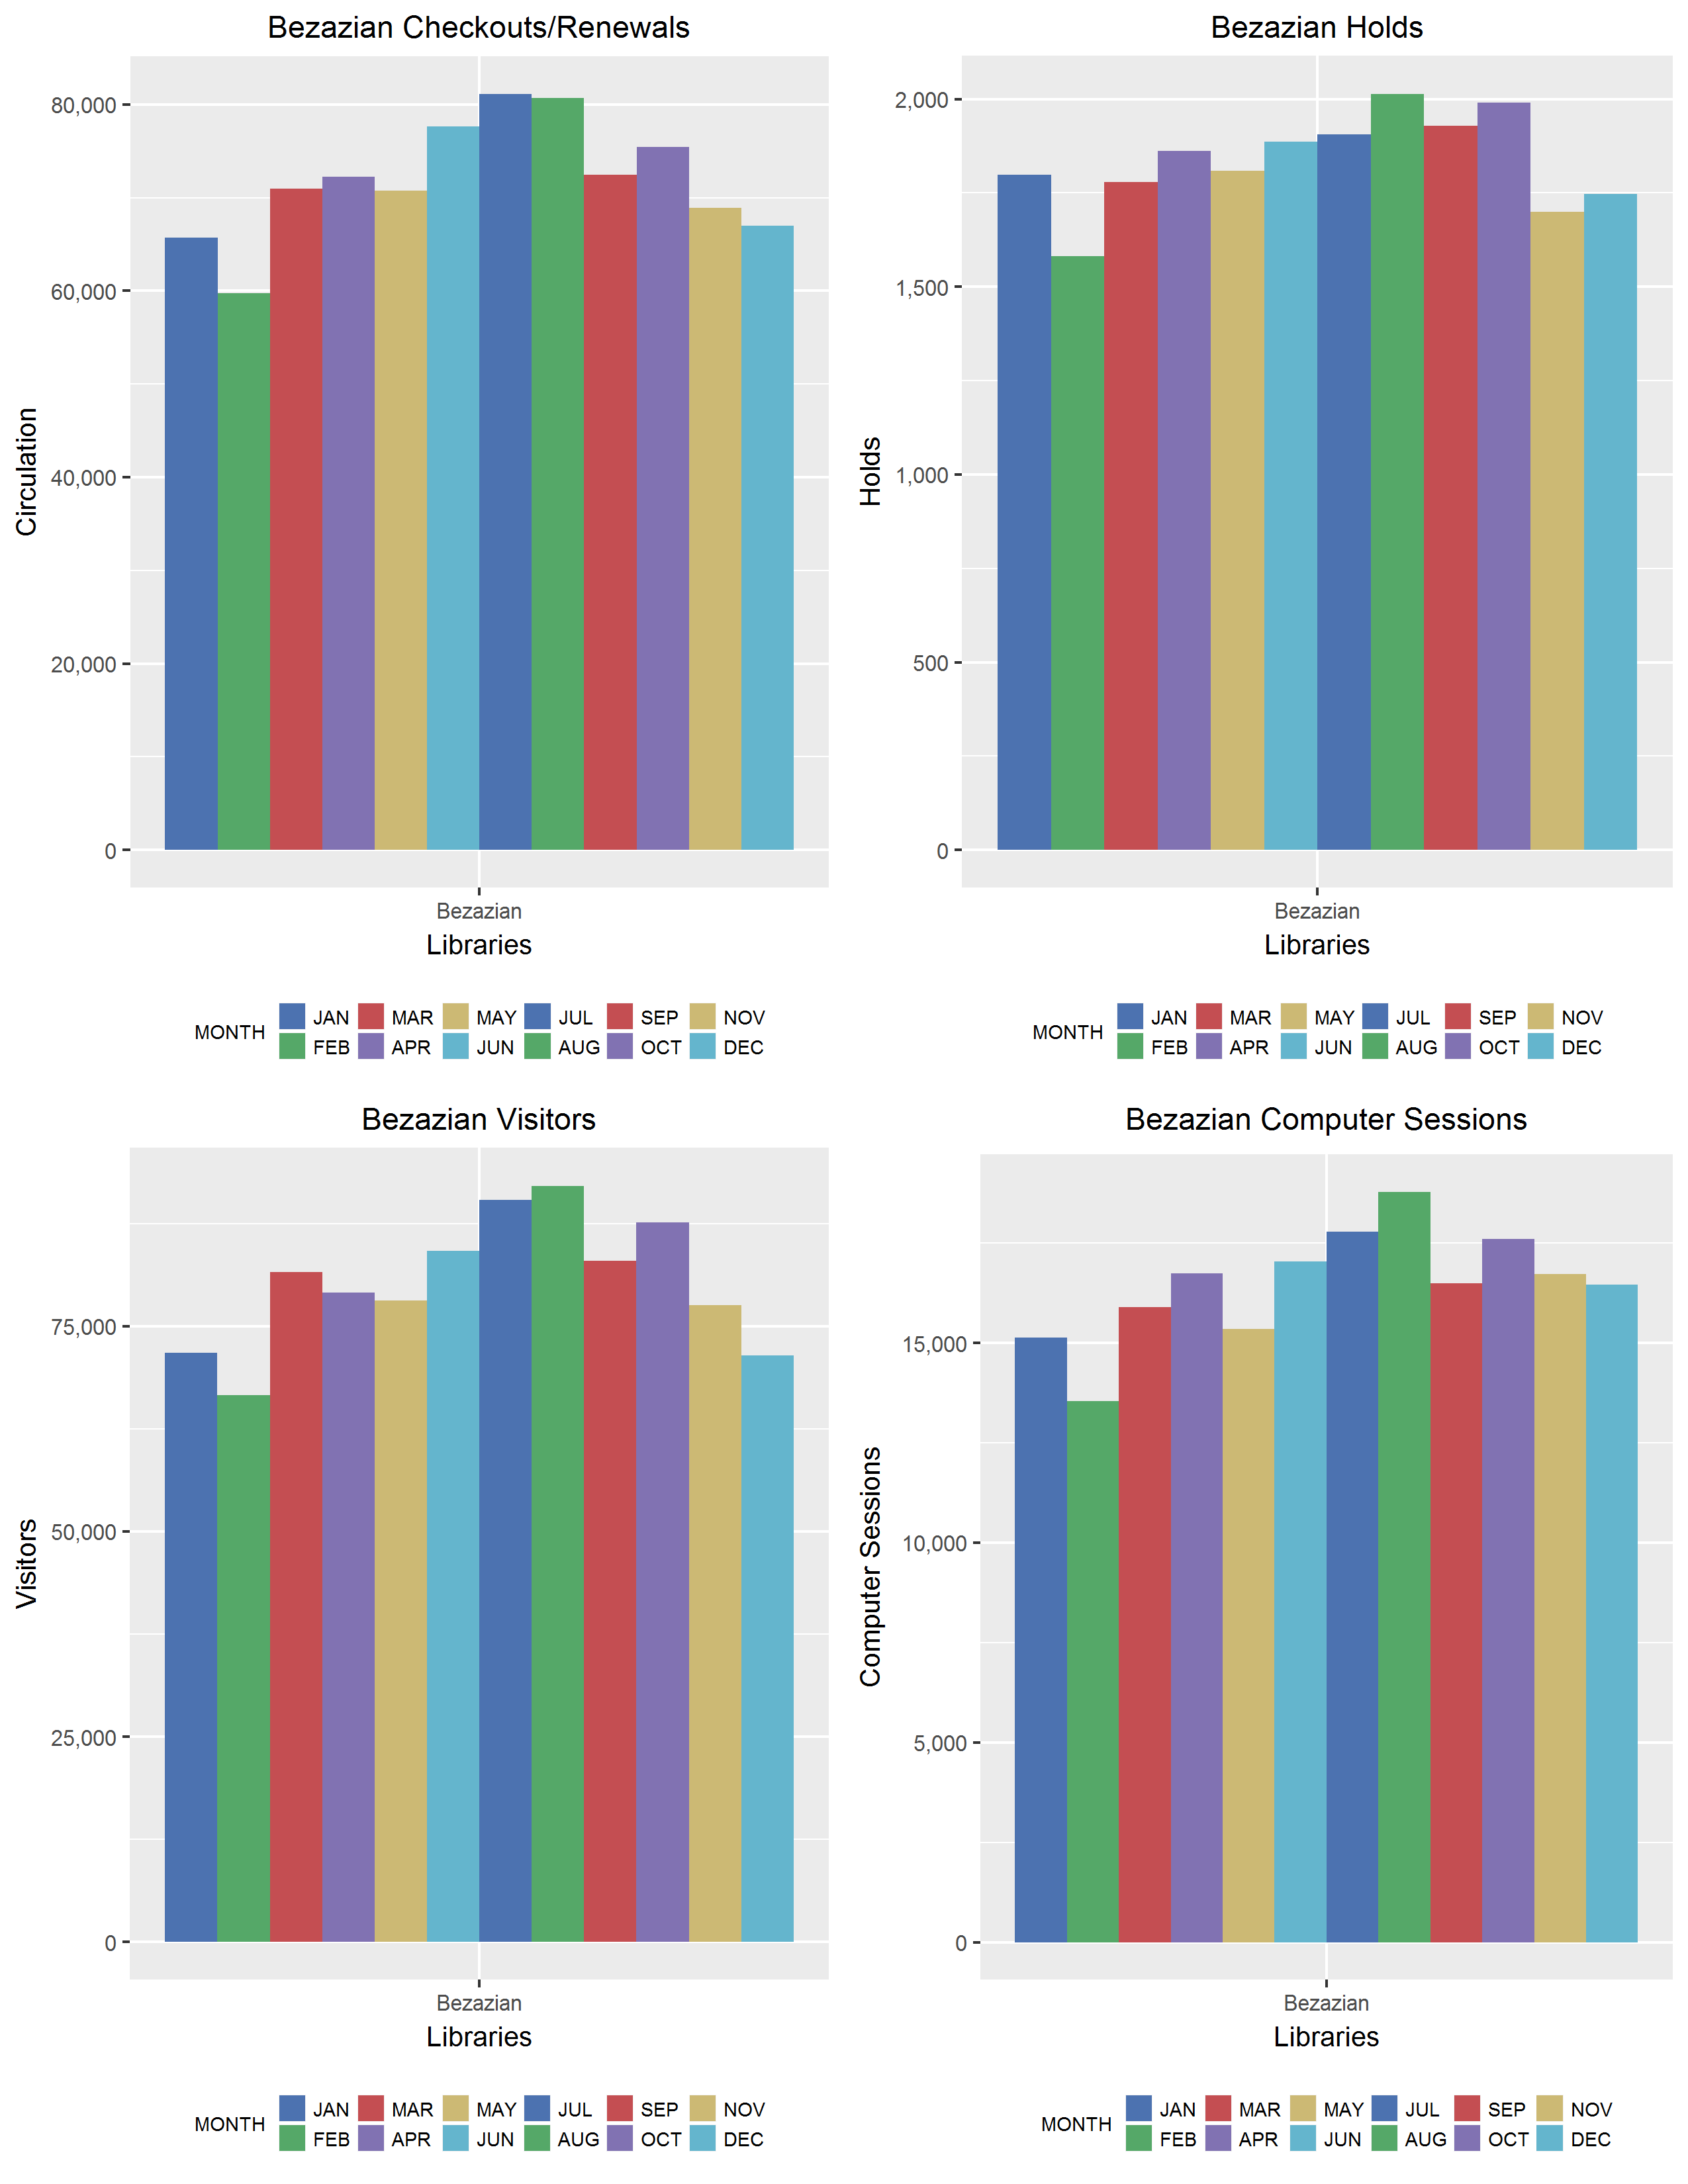 Bezazian Checkouts/Renewals
Circulation
80,000
60,000
40,000
20,000
0
Bezazian
Libraries
MONTH
JAN MAR MAY JUL SEP NOV
FEB APR JUN AUG OCT DEC
Bezazian Holds
Holds
2,000
1,500
1,000
500
0
Bezazian
Libraries
MONTH
JAN MAR MAY JUL SEP NOV
FEB APR JUN AUG OCT DEC
Bezazian Visitors
Visitors
75,000
50,000
25,000
0
Bezazian
Libraries
MONTH
JAN MAR MAY JUL SEP NOV
FEB APR JUN AUG OCT DEC
Bezazian Computer Sessions
Computer Sessions
15,000
10,000
5,000
0
Bezazian
Libraries
MONTH
JAN MAR MAY JUL SEP NOV
FEB APR JUN AUG OCT DEC